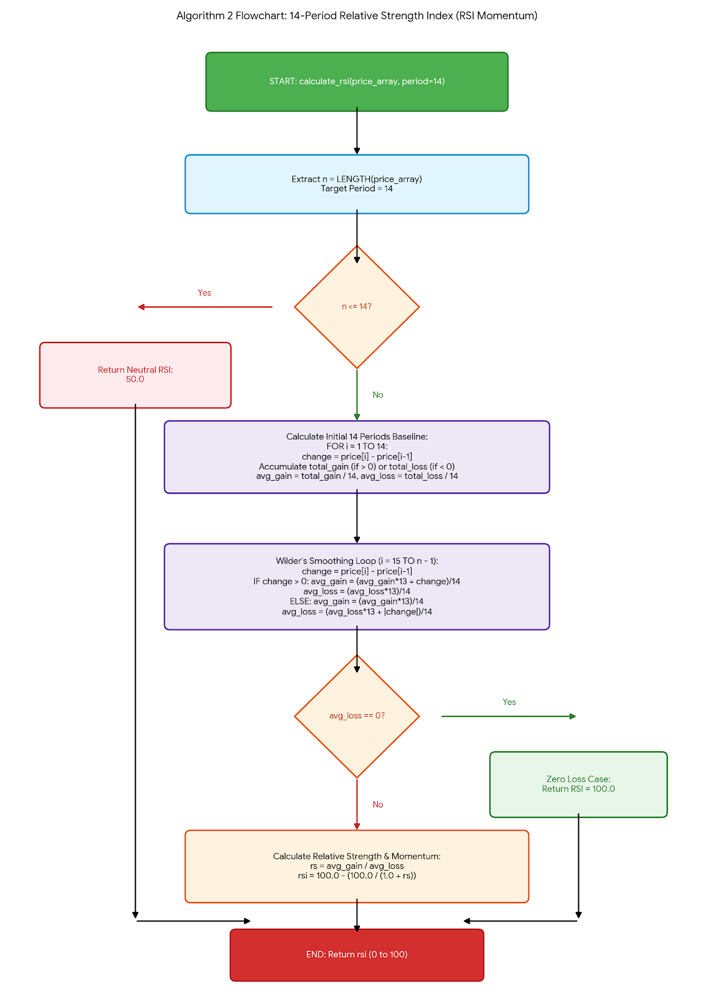 Algorithm 2 Flowchart: 14-Period Relative Strength Index (RSI Momentum)
START: calculate_rsi(price_array, period=14)
Extract n = LENGTH(price_array)
Target Period = 14
n <= 14?
Yes
Return Neutral RSI:
50.0
No
Calculate Initial 14 Periods Baseline:
FOR i = 1 TO 14:
change = price[i] - price[i-1]
Accumulate total_gain (if > 0) or total_loss (if < 0)
avg_gain = total_gain / 14, avg_loss = total_loss / 14
Wilder's Smoothing Loop (i = 15 TO n - 1):
change = price[i] - price[i-1]
IF change > 0: avg_gain = (avg_gain*13 + change)/14
avg_loss = (avg_loss*13)/14
ELSE: avg_gain = (avg_gain*13)/14
avg_loss = (avg_loss*13 + |change|)/14
avg_loss == 0?
Yes
Zero Loss Case:
Return RSI = 100.0
No
Calculate Relative Strength & Momentum:
rs = avg_gain / avg_loss
rsi = 100.0 - (100.0 / (1.0 + rs))
END: Return rsi (0 to 100)